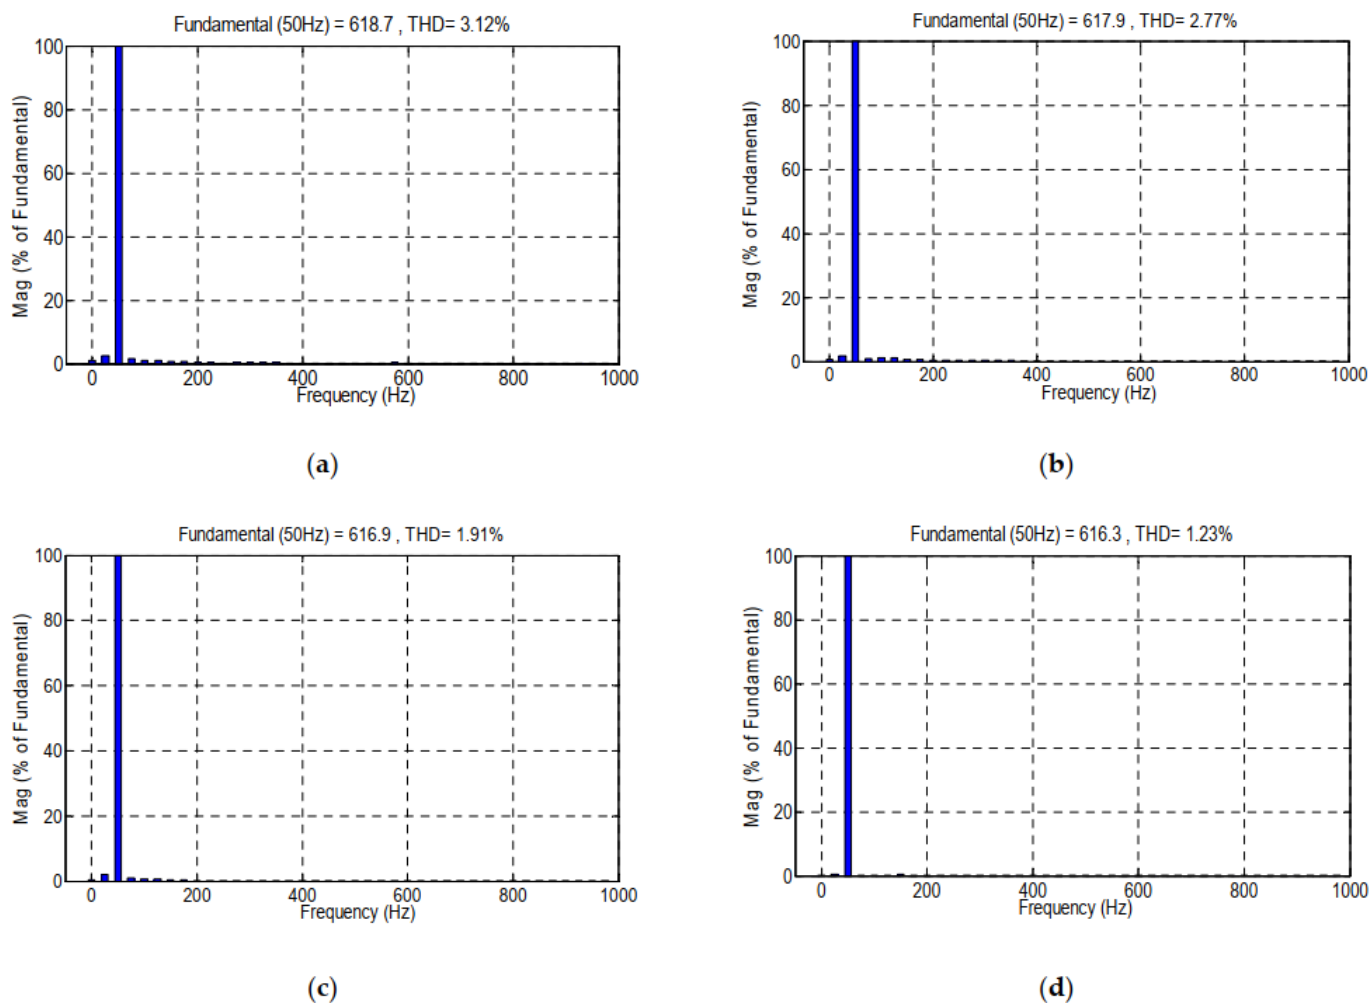 Fundamental (50Hz) = 618.7 , THD= 3.12%
Mag (% of Fundamental)
100
80
60
40
20
0
0 200 400 600 800 1000
Frequency (Hz)
(a)
Fundamental (50Hz) = 617.9 , THD= 2.77%
Mag (% of Fundamental)
100
80
60
40
20
0
0 200 400 600 800 1000
Frequency (Hz)
(b)
Fundamental (50Hz) = 616.9 , THD= 1.91%
Mag (% of Fundamental)
100
80
60
40
20
0
0 200 400 600 800 1000
Frequency (Hz)
(c)
Fundamental (50Hz) = 616.3 , THD= 1.23%
Mag (% of Fundamental)
100
80
60
40
20
0
0 200 400 600 800 1000
Frequency (Hz)
(d)